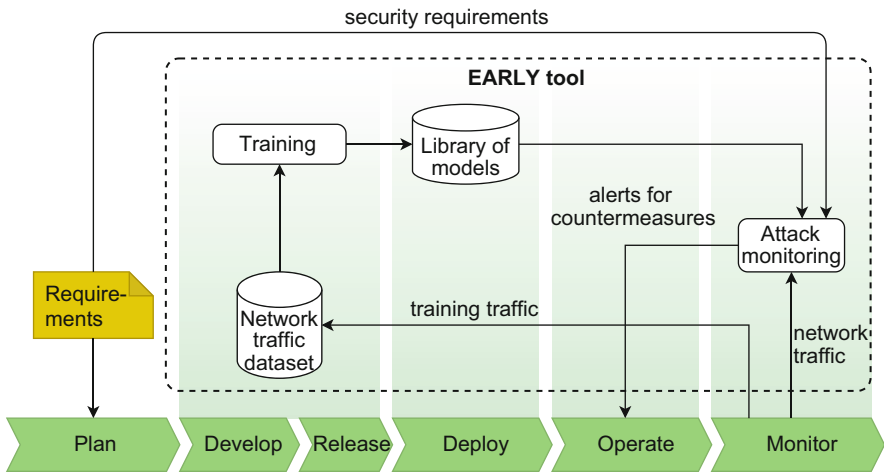 security requirements
EARLY tool
Training
Library of
models
alerts for
countermeasures
Attack
monitoring
Require-
ments
Network
traffic
dataset
training traffic
network
traffic
Plan
Develop
Release
Deploy
Operate
Monitor